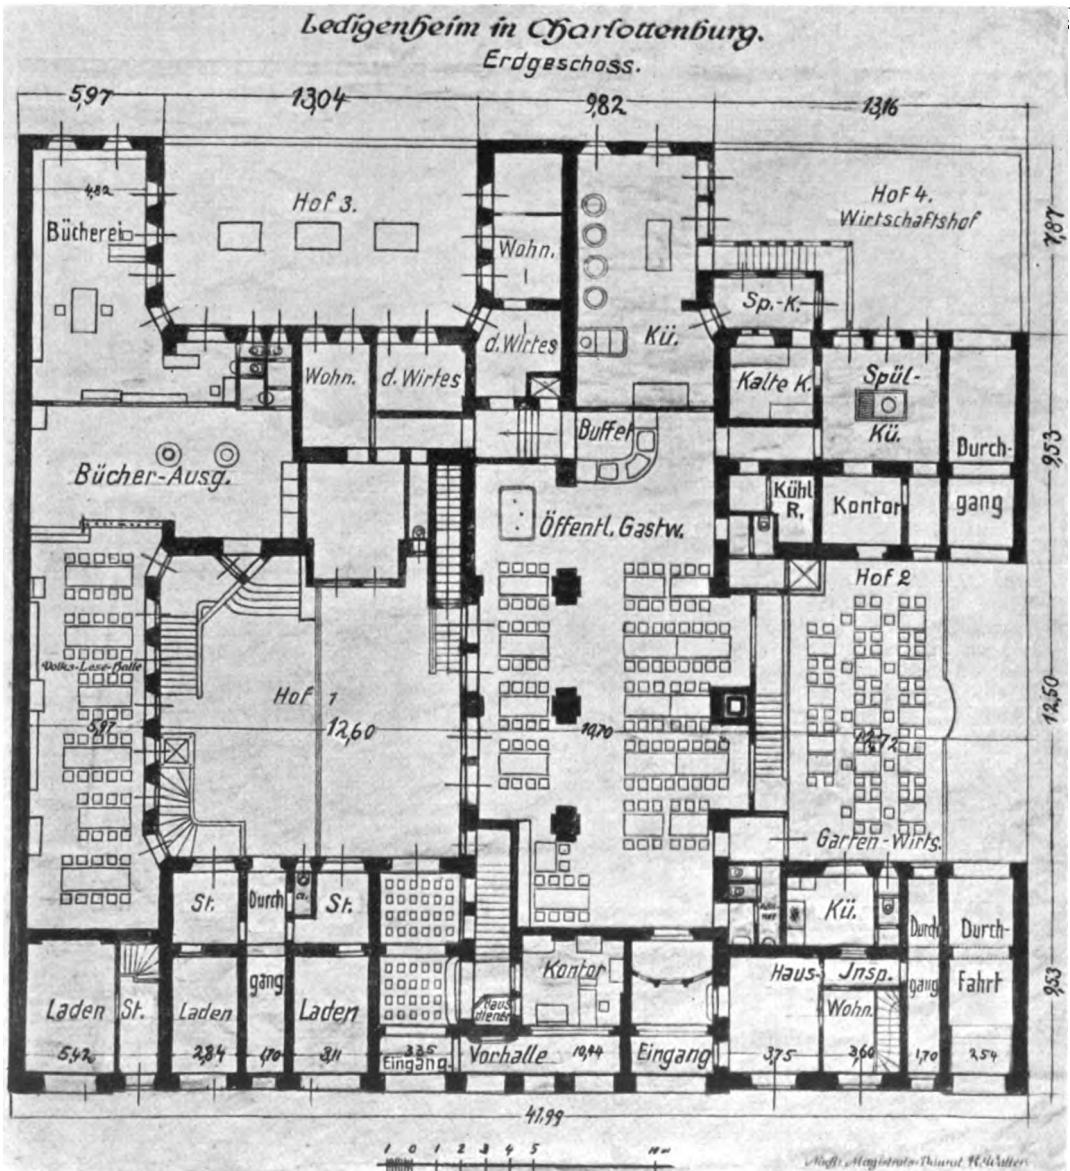 Ledigenheim in Charlottenburg.
Erdgeschoss.
5,97
13,04
9,82
13,16
4,82
Hof 3.
Hof 4.
Wirtschaftshof
7,87
Bücherei
Wohn.
Sp.-K.
d. Wirtes
Kü.
Wohn.
d. Wirtes
Kalte K.
Spül-
Kü.
Durch-
9,53
Buffet
Bücher-Ausg.
Kühl
R.
Kontor
gang
Öffentl. Gastw.
Hof 2
Volks-Lese-Halle
Hof 1
5,97
12,60
10,70
12,72
12,50
Garten-Wirts.
St.
Durch
St.
Kü.
Durch
Durch-
Kontor
Haus-
Jnsp.
gang
gang
Fahrt
9,53
Laden
St.
Laden
Laden
Haus
diener
Wohn.
5,42
2,84
1,70
3,11
3.35
Eingang.
Vorhalle
10,44
Eingang
3,75
3,60
1,70
2,54
41,99
1 0 1 2 3 4 5 10 m